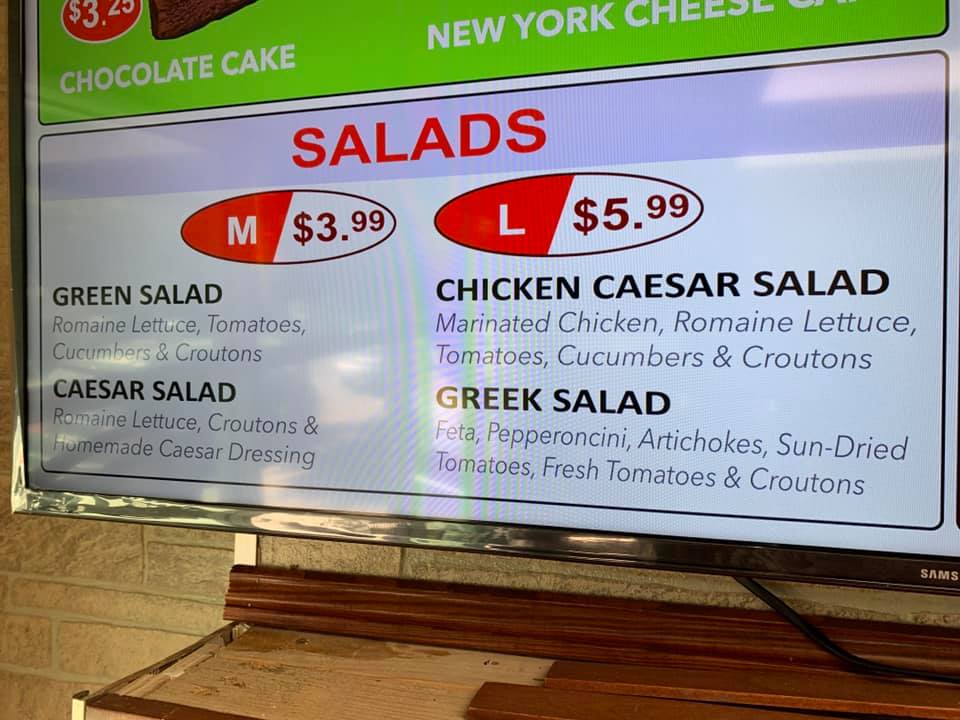 $3.25
CHOCOLATE CAKE
NEW YORK CHEESE
SALADS
M $3.99
L $5.99
GREEN SALAD
Romaine Lettuce, Tomatoes,
Cucumbers & Croutons
CAESAR SALAD
Romaine Lettuce, Croutons &
Homemade Caesar Dressing
CHICKEN CAESAR SALAD
Marinated Chicken, Romaine Lettuce,
Tomatoes, Cucumbers & Croutons
GREEK SALAD
Feta, Pepperoncini, Artichokes, Sun-Dried
Tomatoes, Fresh Tomatoes & Croutons
SAMS